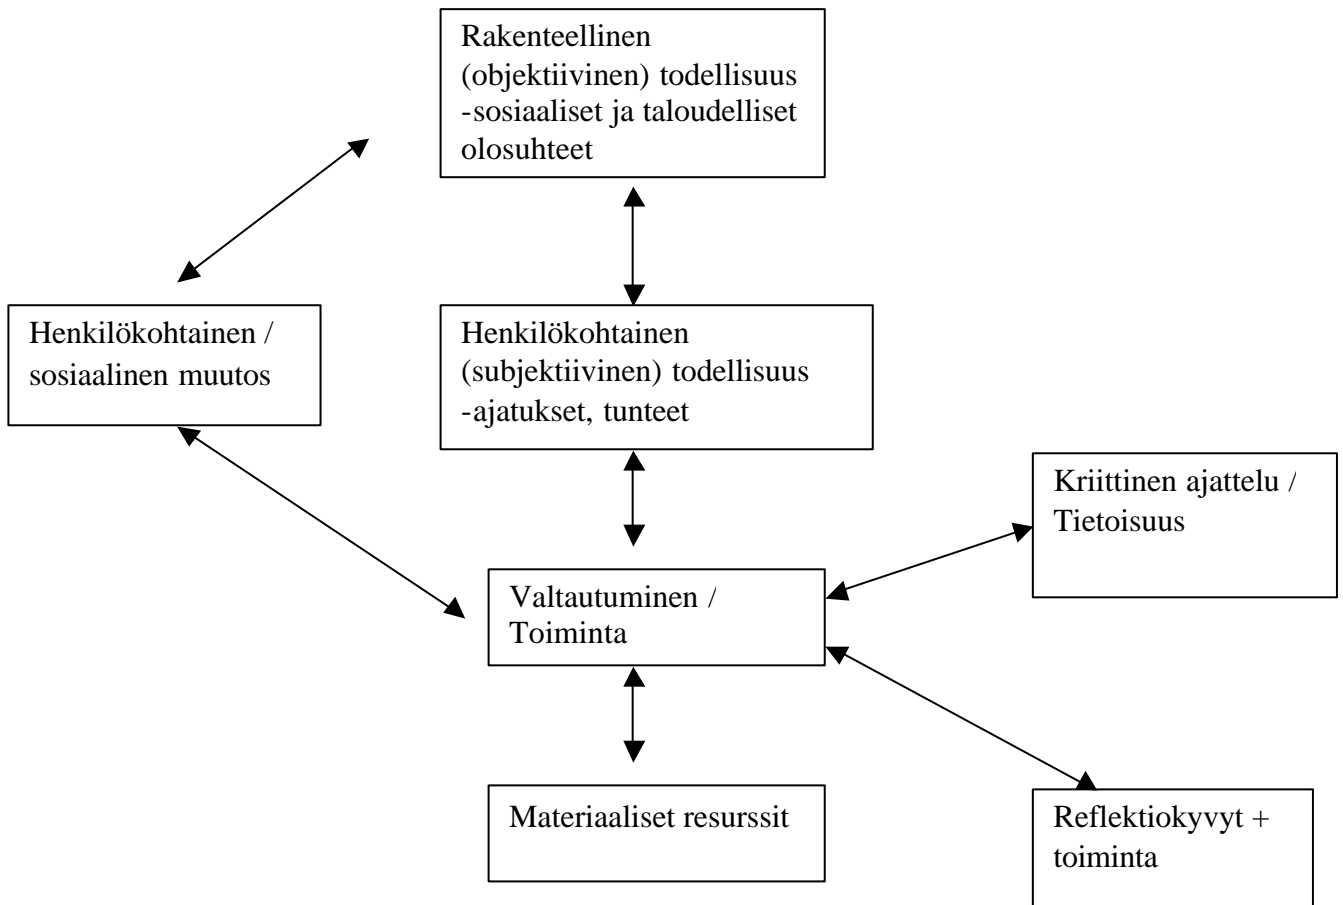 Rakenteellinen
(objektiivinen) todellisuus
-sosiaaliset ja taloudelliset
olosuhteet
Henkilökohtainen /
sosiaalinen muutos
Henkilökohtainen
(subjektiivinen) todellisuus
-ajatukset, tunteet
Kriittinen ajattelu /
Tietoisuus
Valtautuminen /
Toiminta
Materiaaliset resurssit
Reflektiokyvyt +
toiminta